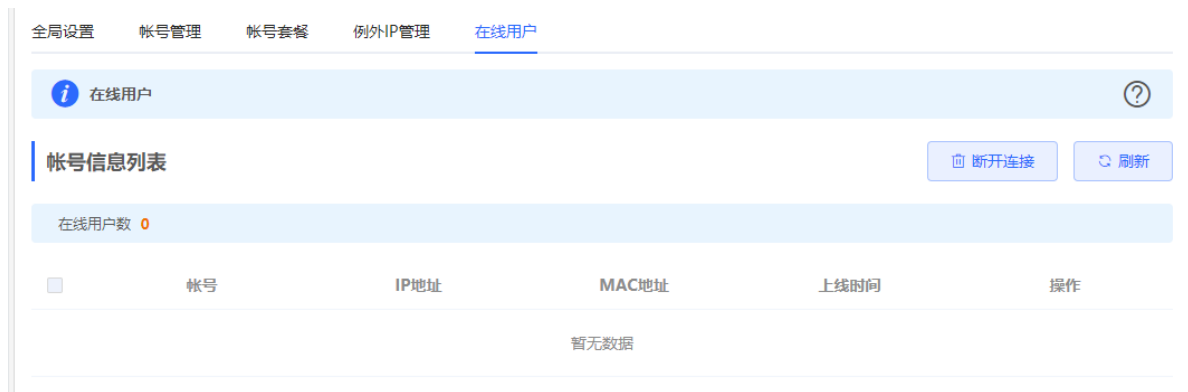 全局设置 帐号管理 帐号套餐 例外IP管理 在线用户
在线用户
帐号信息列表 断开连接 刷新
在线用户数 0
帐号 IP地址 MAC地址 上线时间 操作
暂无数据